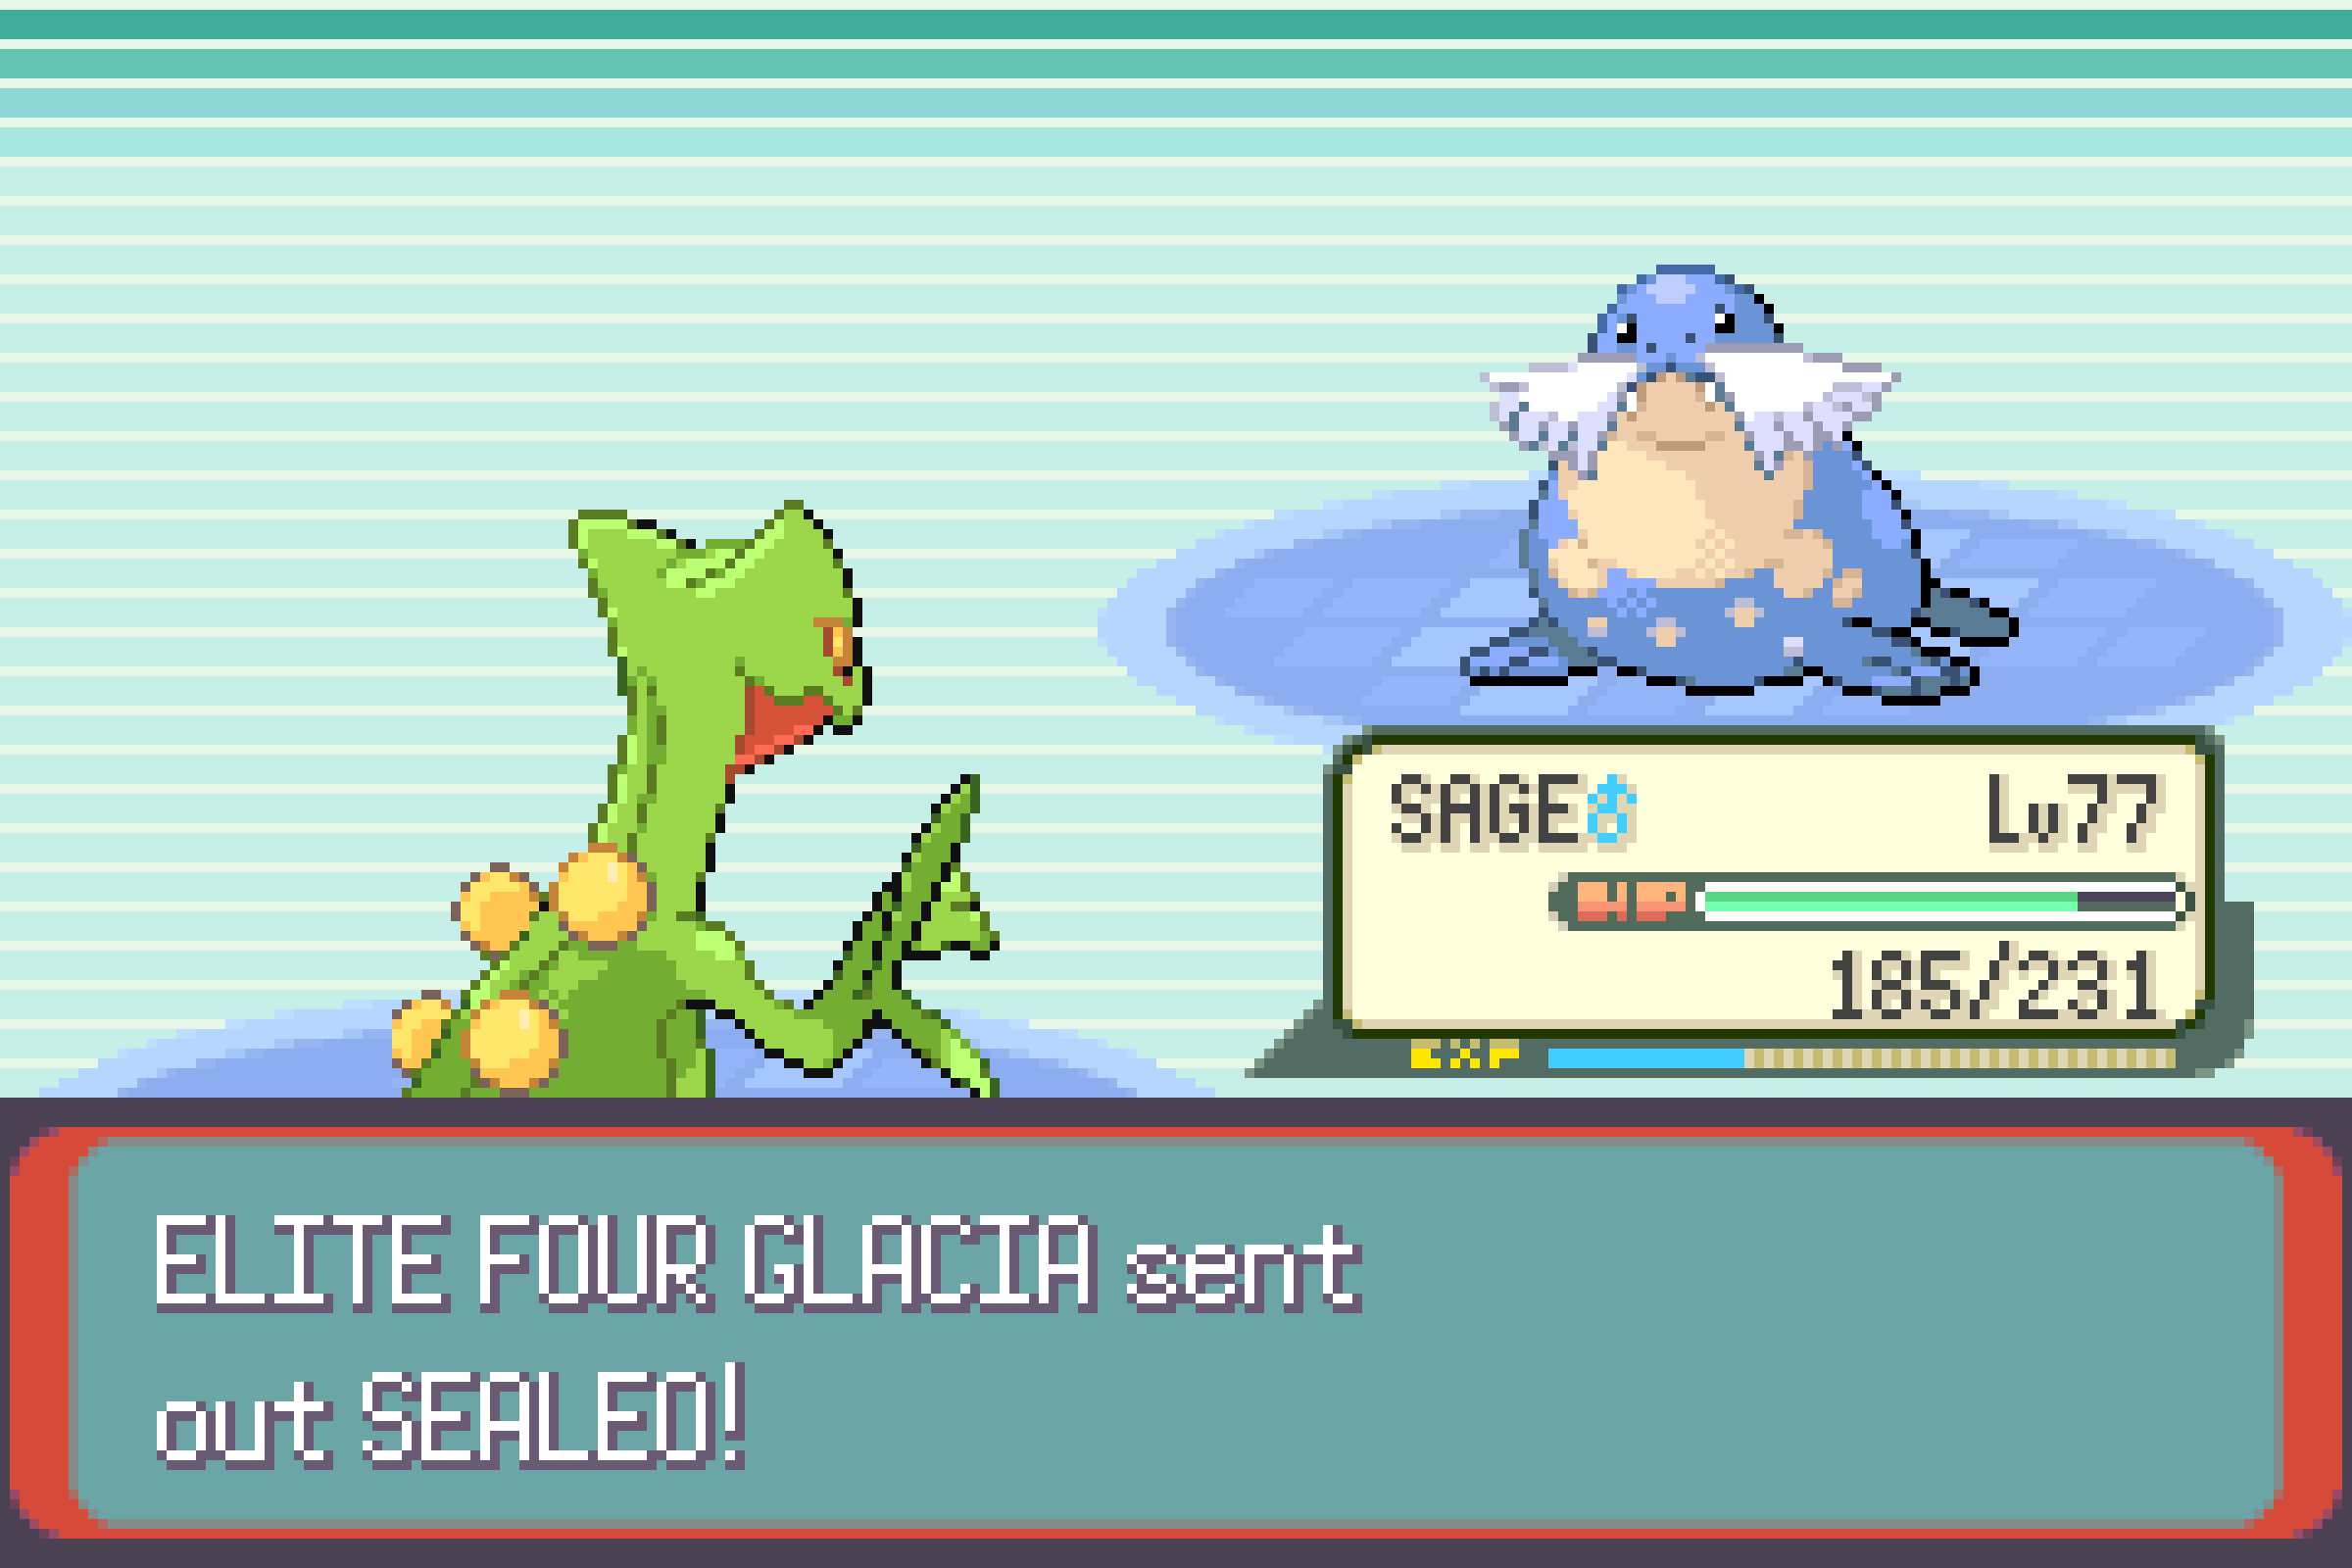 SAGE♂ Lv77
HP
185/231
EXP
ELITE FOUR GLACIA sent
out SEALEO!